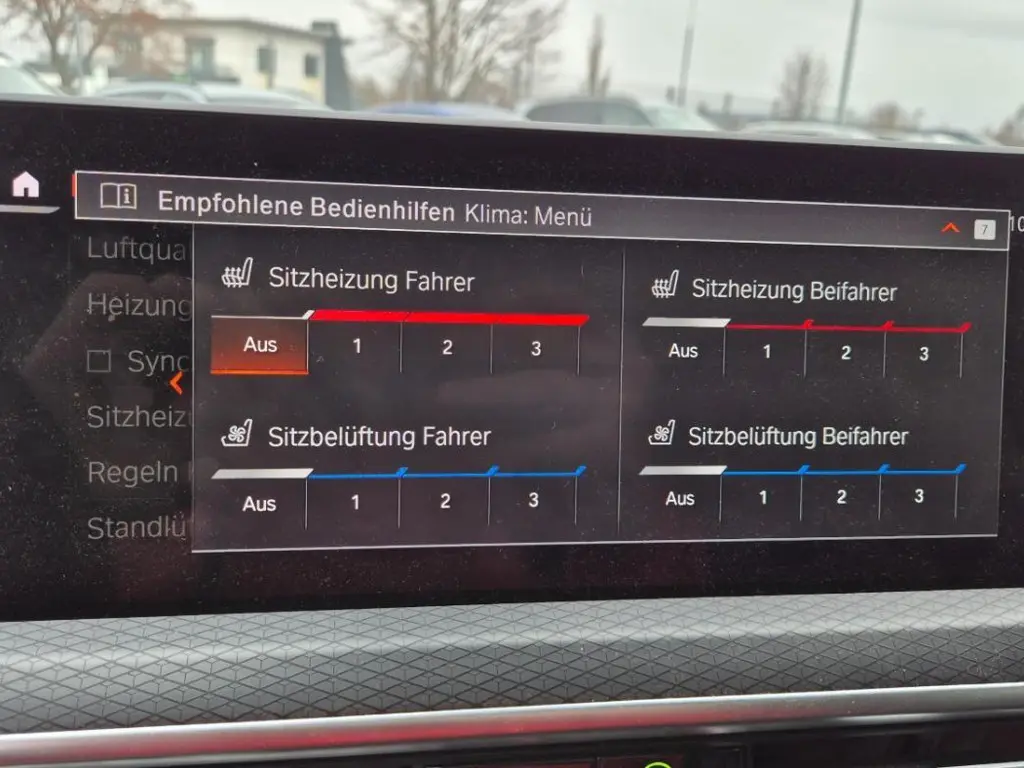 Empfohlene Bedienhilfen Klima: Menü
7
10
Luftqua
Heizung
Sync
Sitzheiz
Regeln
Standlü
Sitzheizung Fahrer
Aus 1 2 3
Sitzheizung Beifahrer
Aus 1 2 3
Sitzbelüftung Fahrer
Aus 1 2 3
Sitzbelüftung Beifahrer
Aus 1 2 3